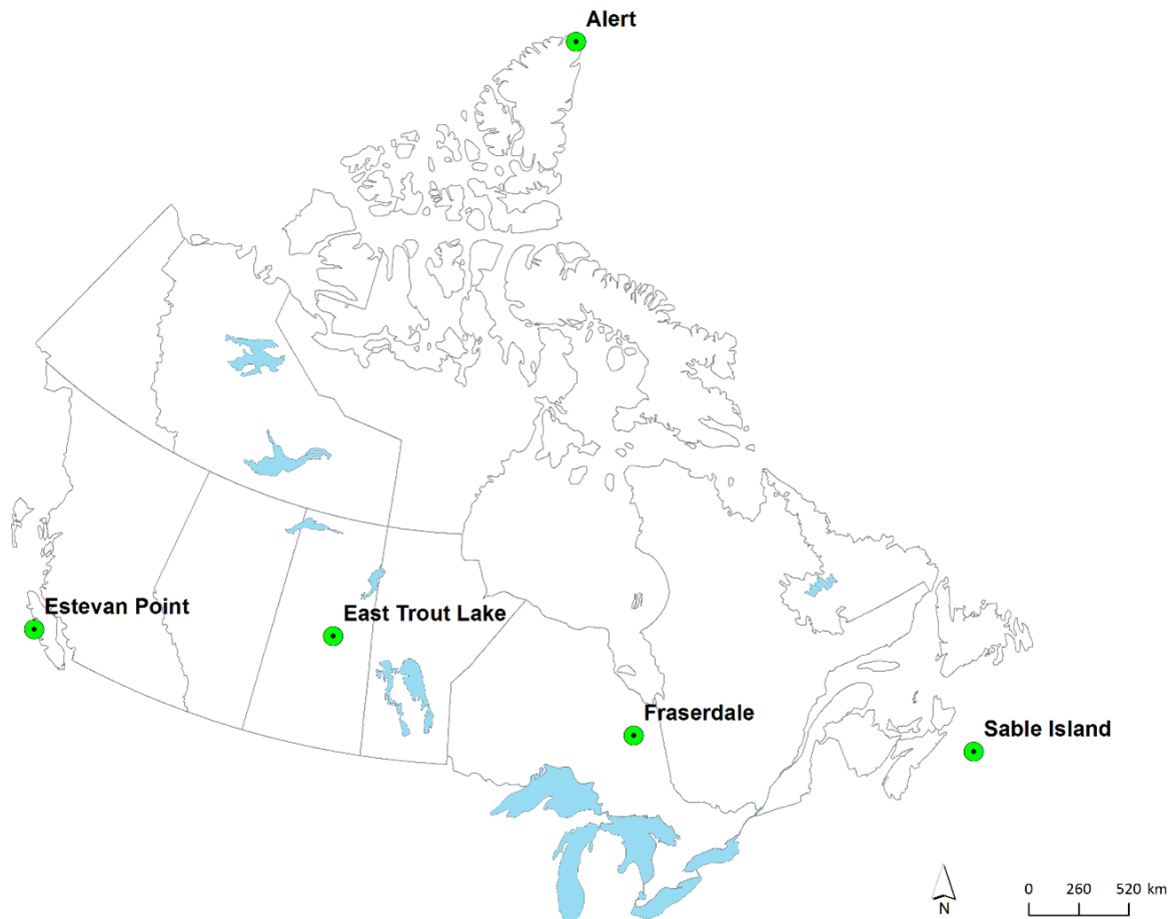 Alert
Estevan Point
East Trout Lake
Fraserdale
Sable Island
N
0 260 520 km